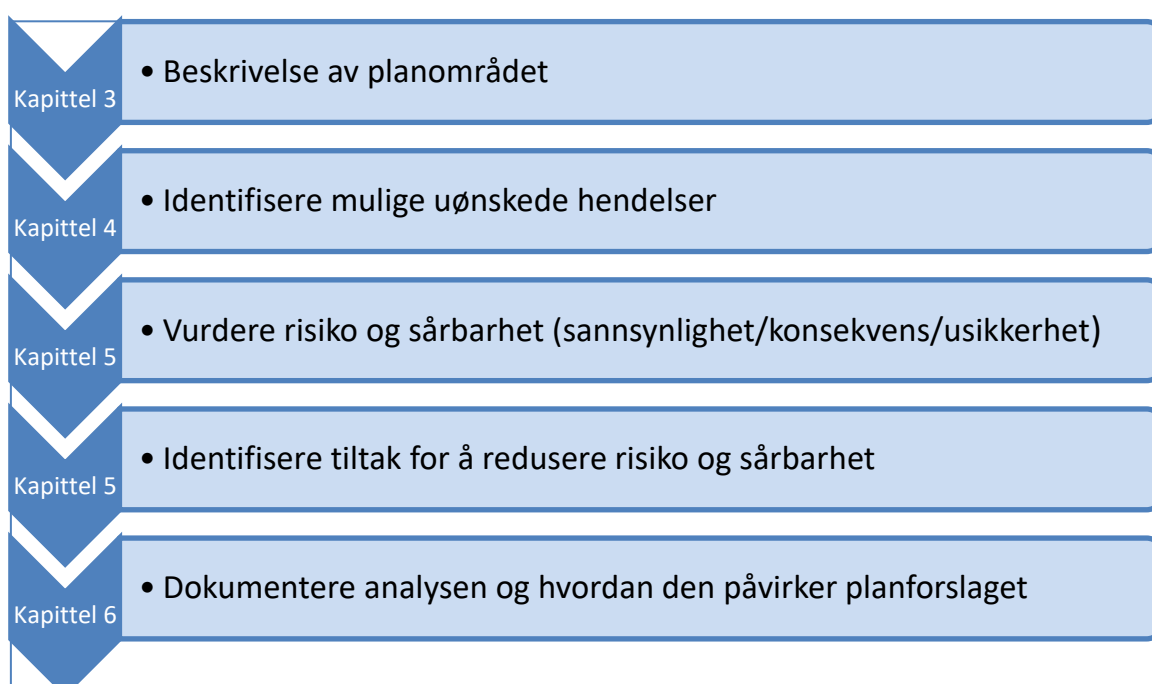 Kapittel 3
• Beskrivelse av planområdet
Kapittel 4
• Identifisere mulige uønskede hendelser
Kapittel 5
• Vurdere risiko og sårbarhet (sannsynlighet/konsekvens/usikkerhet)
Kapittel 5
• Identifisere tiltak for å redusere risiko og sårbarhet
Kapittel 6
• Dokumentere analysen og hvordan den påvirker planforslaget